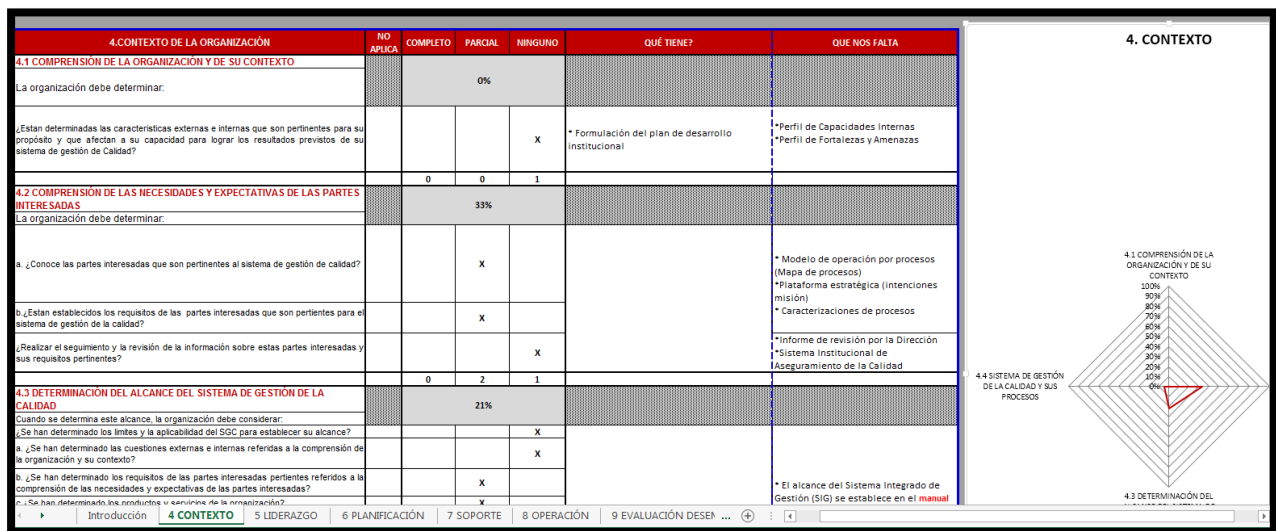 4.CONTEXTO DE LA ORGANIZACIÓN
NO APLICA
COMPLETO
PARCIAL
NINGUNO
QUÉ TIENE?
QUE NOS FALTA
4.1 COMPRENSIÓN DE LA ORGANIZACIÓN Y DE SU CONTEXTO
La organización debe determinar:
0%
¿Estan determinadas las características externas e internas que son pertinentes para su
propósito y que afectan a su capacidad para lograr los resultados previstos de su
sistema de gestión de Calidad?
X
* Formulación del plan de desarrollo
institucional
*Perfil de Capacidades Internas
*Perfil de Fortalezas y Amenazas
0
0
1
4.2 COMPRENSIÓN DE LAS NECESIDADES Y EXPECTATIVAS DE LAS PARTES
INTERESADAS
La organización debe determinar:
33%
a. ¿Conoce las partes interesadas que son pertinentes al sistema de gestión de calidad?
X
* Modelo de operación por procesos
(Mapa de procesos)
*Plataforma estratégica (intenciones
misión)
* Caracterizaciones de procesos
b.¿Estan establecidos los requisitos de las partes interesadas que son pertientes para el
sistema de gestión de la calidad?
X
¿Realizar el seguimiento y la revisión de la información sobre estas partes interesadas y
sus requisitos pertinentes?
X
*Informe de revisión por la Dirección
*Sistema Institucional de
Aseguramiento de la Calidad
0
2
1
4.3 DETERMINACIÓN DEL ALCANCE DEL SISTEMA DE GESTIÓN DE LA
CALIDAD
Cuando se determina este alcance, la organización debe considerar:
21%
¿Se han determinado los limites y la aplicabilidad del SGC para establecer su alcance?
X
a. ¿Se han determinado las cuestiones externas e internas referidas a la comprensión de
la organización y su contexto?
X
b. ¿Se han determinado los requisitos de las partes interesadas pertientes referidos a la
comprensión de las necesidades y expectativas de las partes interesadas?
X
c. ¿Se han determinado los productos y servicios de la organización?
X
* El alcance del Sistema Integrado de
Gestión (SIG) se establece en el manual
4. CONTEXTO
4.1 COMPRENSIÓN DE LA
ORGANIZACIÓN Y DE SU
CONTEXTO
100%
90%
80%
70%
60%
50%
40%
30%
20%
10%
0%
4.4 SISTEMA DE GESTIÓN
DE LA CALIDAD Y SUS
PROCESOS
4.3 DETERMINACIÓN DEL
Introducción
4 CONTEXTO
5 LIDERAZGO
6 PLANIFICACIÓN
7 SOPORTE
8 OPERACIÓN
9 EVALUACIÓN DESEM ...